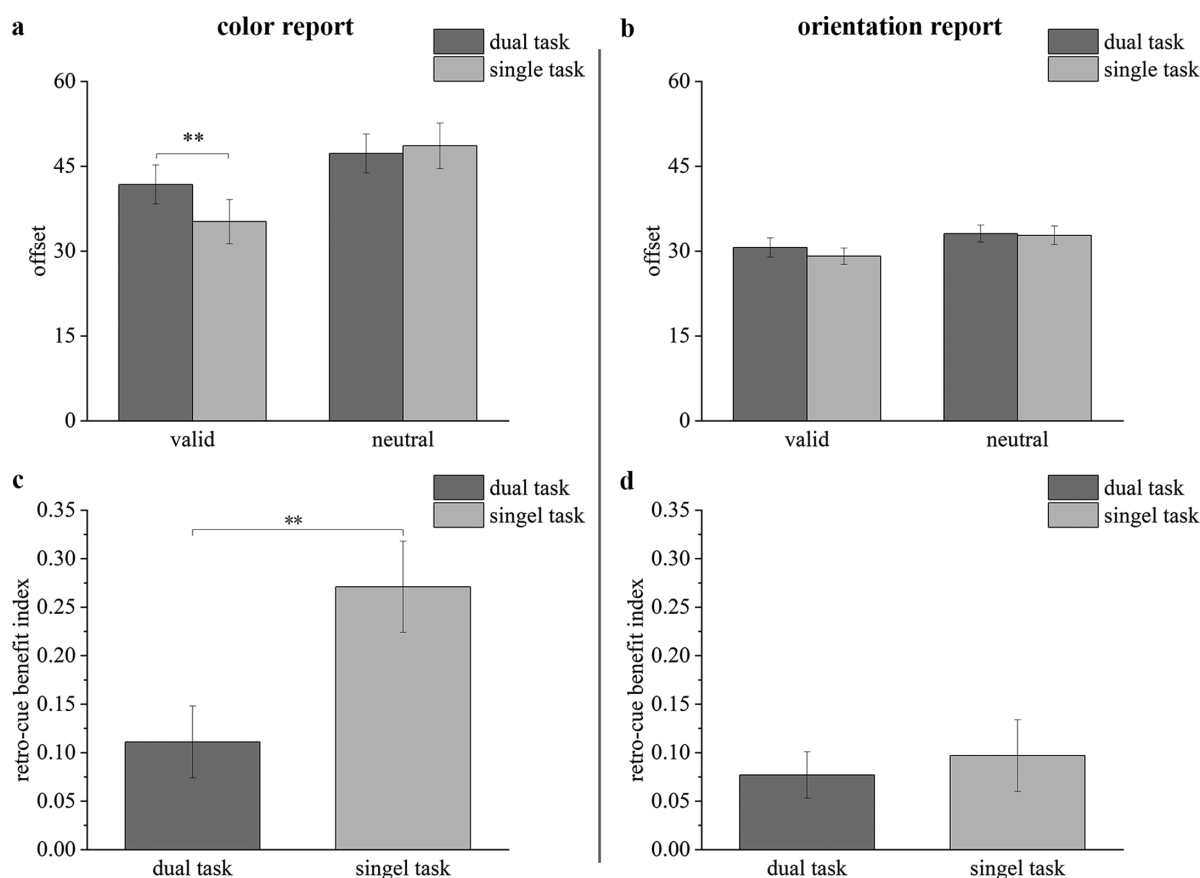 a
color report
dual task
single task
60
45
30
15
0
offset
**
valid
neutral
b
orientation report
dual task
single task
60
45
30
15
0
offset
valid
neutral
c
dual task
singel task
0.35
0.30
0.25
0.20
0.15
0.10
0.05
0.00
retro-cue benefit index
**
dual task
singel task
d
dual task
singel task
0.35
0.30
0.25
0.20
0.15
0.10
0.05
0.00
retro-cue benefit index
dual task
singel task